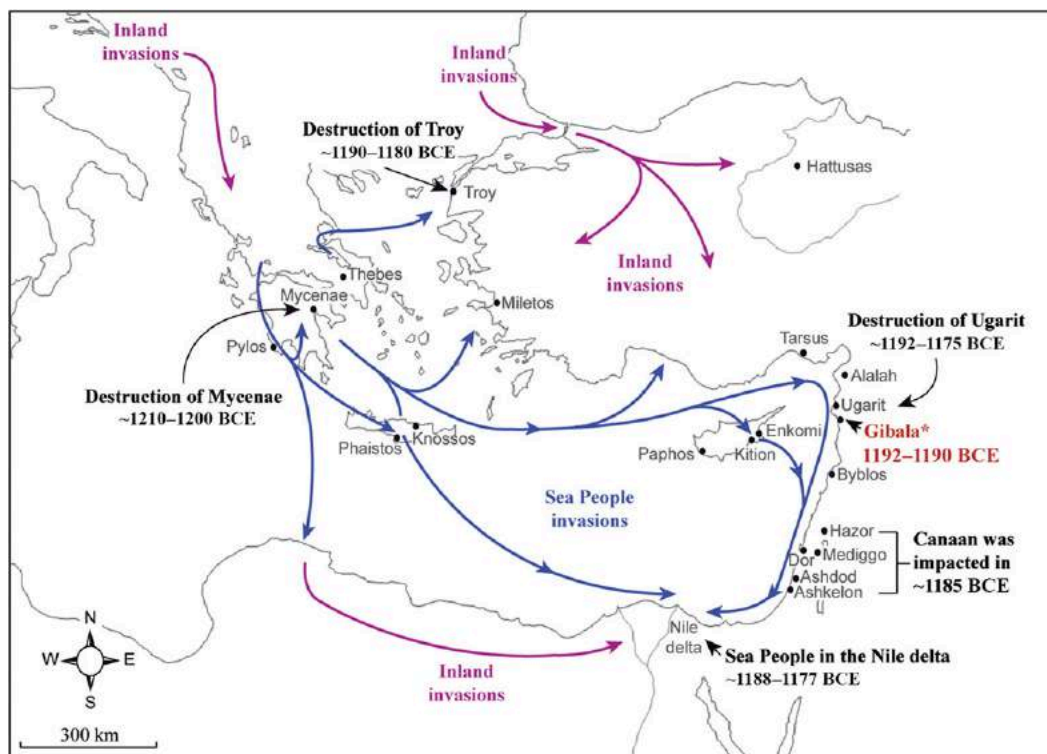 Inland
invasions
Inland
invasions
Destruction of Troy
~1190–1180 BCE
Hattusas
Troy
Inland
invasions
Thebes
Mycenae
Miletos
Destruction of Ugarit
~1192–1175 BCE
Tarsus
Pylos
Alalah
Destruction of Mycenae
~1210–1200 BCE
Ugarit
Gibala*
1192–1190 BCE
Knossos
Phaistos
Enkomi
Paphos
Kition
Byblos
Sea People
invasions
Hazor
Dor
Mediggo
Ashdod
Ashkelon
Canaan was
impacted in
~1185 BCE
Nile
delta
Sea People in the Nile delta
~1188–1177 BCE
Inland
invasions
N
W
E
S
300 km